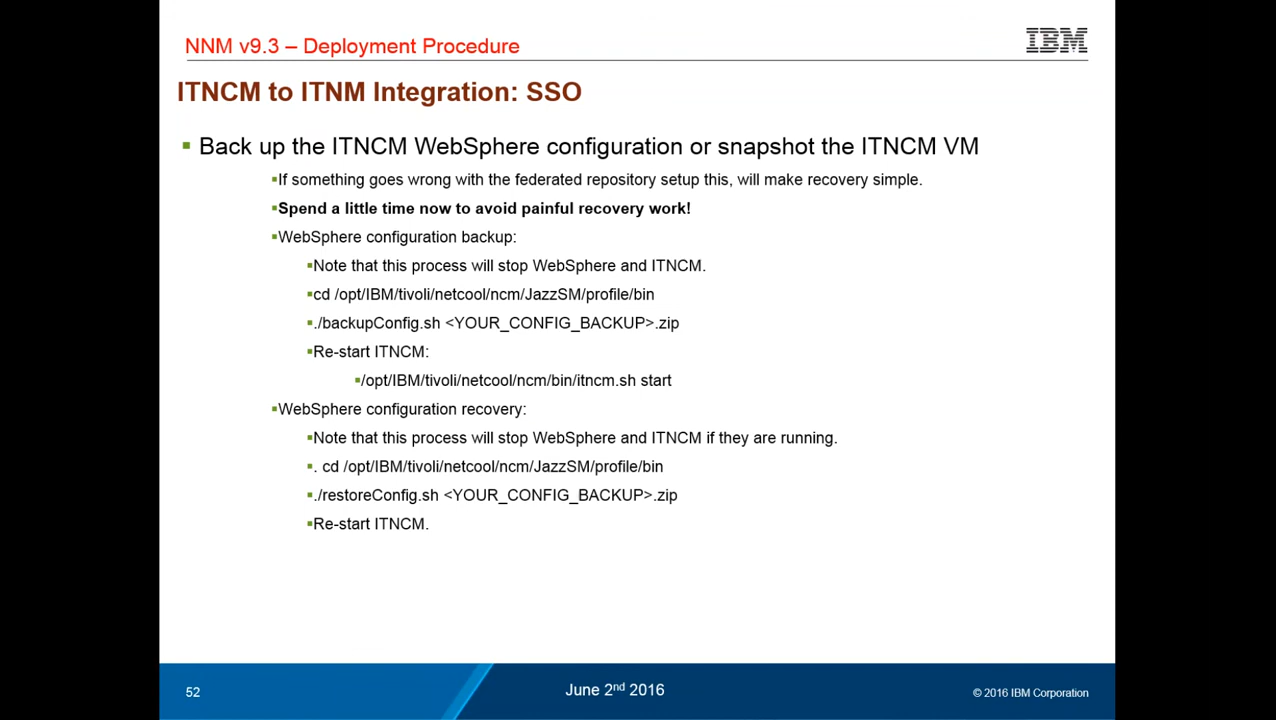 NNM v9.3 – Deployment Procedure
IBM
ITNCM to ITNM Integration: SSO
▪ Back up the ITNCM WebSphere configuration or snapshot the ITNCM VM
▪If something goes wrong with the federated repository setup this, will make recovery simple.
▪Spend a little time now to avoid painful recovery work!
▪WebSphere configuration backup:
▪Note that this process will stop WebSphere and ITNCM.
▪cd /opt/IBM/tivoli/netcool/ncm/JazzSM/profile/bin
▪./backupConfig.sh <YOUR_CONFIG_BACKUP>.zip
▪Re-start ITNCM:
▪/opt/IBM/tivoli/netcool/ncm/bin/itncm.sh start
▪WebSphere configuration recovery:
▪Note that this process will stop WebSphere and ITNCM if they are running.
▪. cd /opt/IBM/tivoli/netcool/ncm/JazzSM/profile/bin
▪./restoreConfig.sh <YOUR_CONFIG_BACKUP>.zip
▪Re-start ITNCM.
52
June 2nd 2016
© 2016 IBM Corporation